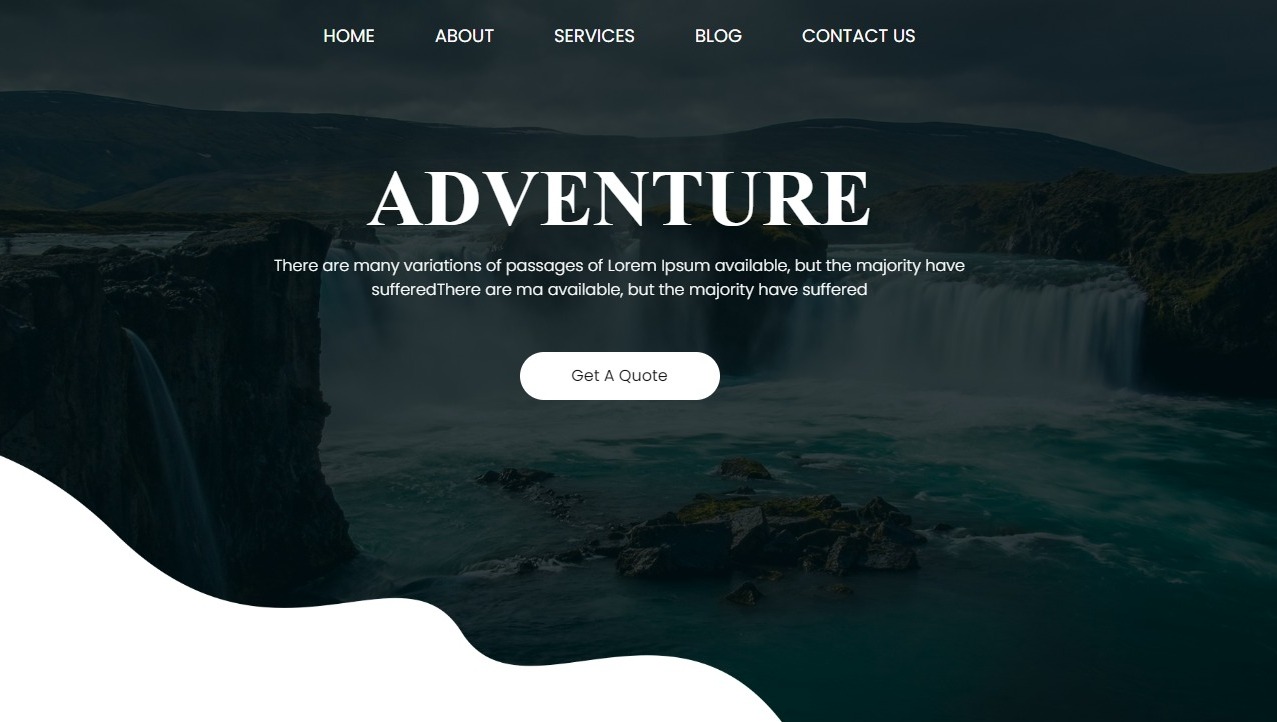 HOME ABOUT SERVICES BLOG CONTACT US
ADVENTURE
There are many variations of passages of Lorem Ipsum available, but the majority have
sufferedThere are ma available, but the majority have suffered
Get A Quote